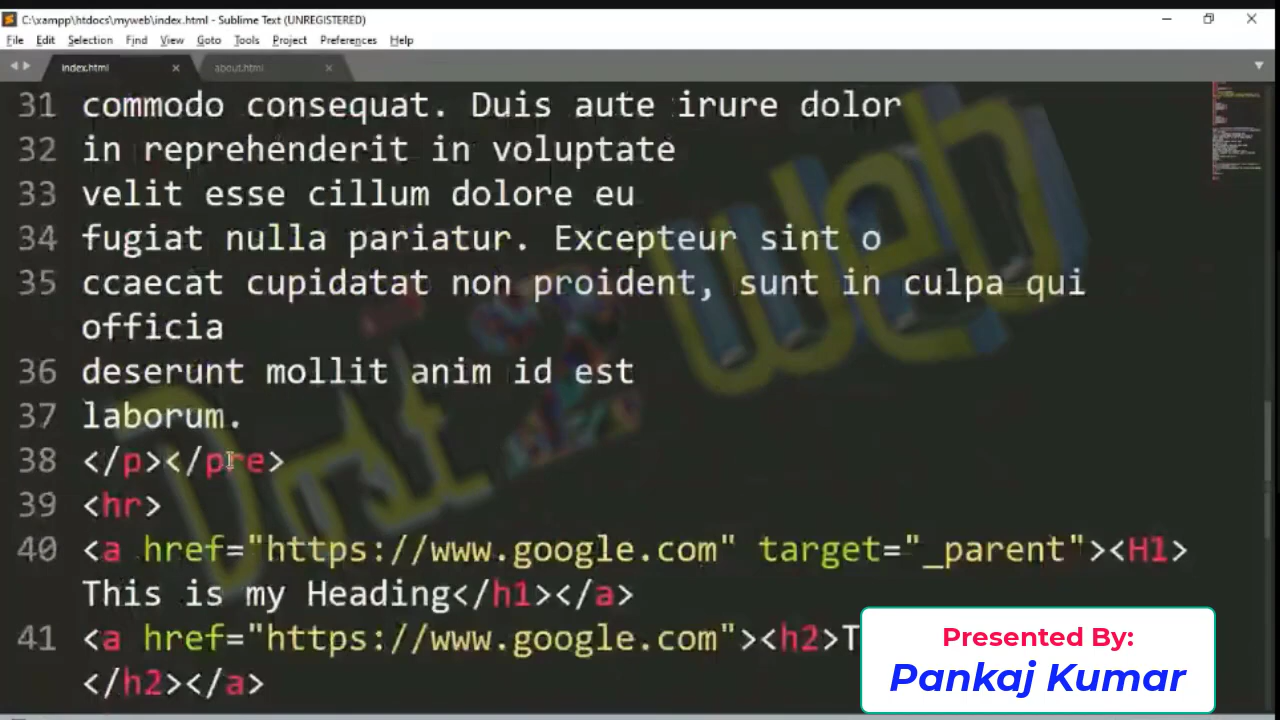 C:\xampp\htdocs\myweb\index.html - Sublime Text (UNREGISTERED)
File Edit Selection Find View Goto Tools Project Preferences Help
index.html about.html
31 commodo consequat. Duis aute irure dolor
32 in reprehenderit in voluptate
33 velit esse cillum dolore eu
34 fugiat nulla pariatur. Excepteur sint o
35 ccaecat cupidatat non proident, sunt in culpa qui
officia
36 deserunt mollit anim id est
37 laborum.
38 </p></pre>
39 <hr>
40 <a href="https://www.google.com" target="_parent"><H1>
This is my Heading</h1></a>
41 <a href="https://www.google.com"><h2>T
</h2></a>
Presented By:
Pankaj Kumar
Dost 2 Web